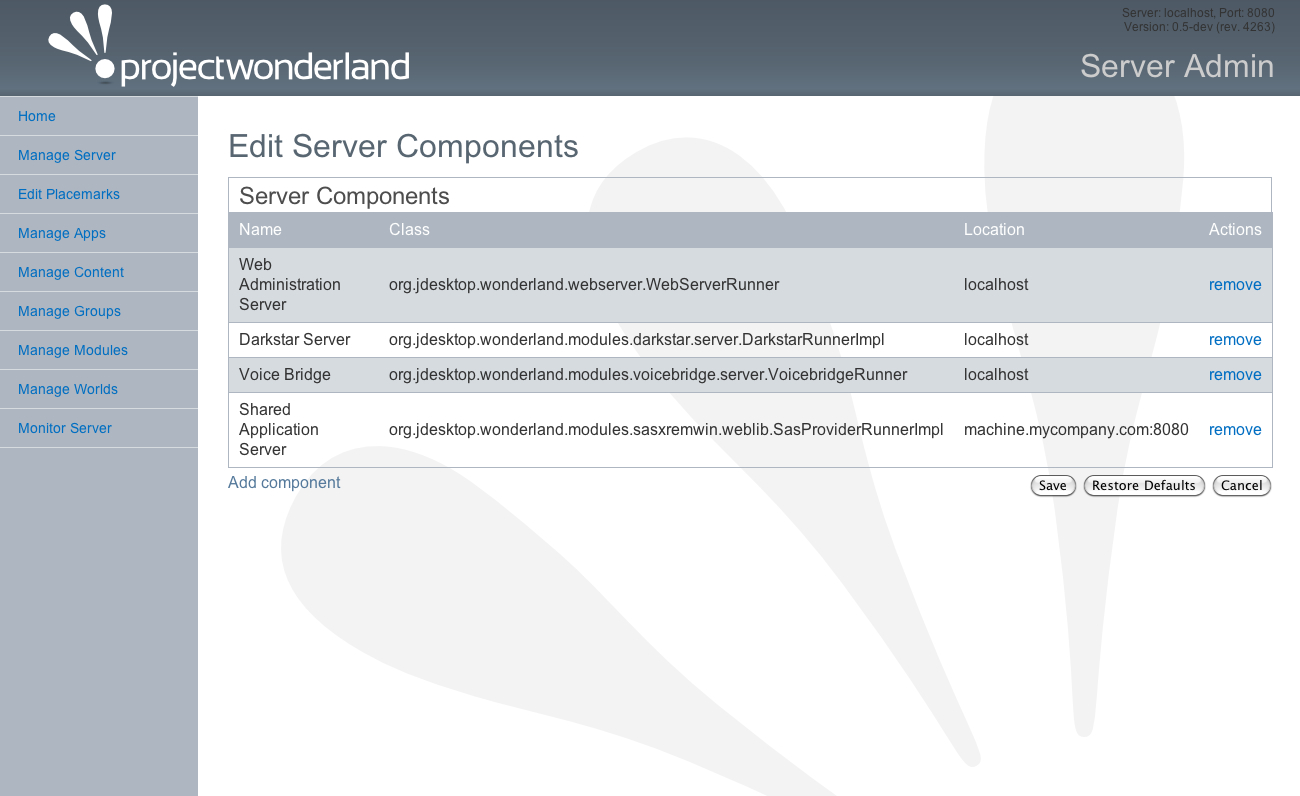 Server: localhost, Port: 8080
Version: 0.5-dev (rev. 4263)
projectwonderland
Server Admin
Home
Manage Server
Edit Placemarks
Manage Apps
Manage Content
Manage Groups
Manage Modules
Manage Worlds
Monitor Server
Edit Server Components
Server Components
Name Class Location Actions
Web
Administration
Server
org.jdesktop.wonderland.webserver.WebServerRunner localhost remove
Darkstar Server org.jdesktop.wonderland.modules.darkstar.server.DarkstarRunnerImpl localhost remove
Voice Bridge org.jdesktop.wonderland.modules.voicebridge.server.VoicebridgeRunner localhost remove
Shared
Application
Server
org.jdesktop.wonderland.modules.sasxremwin.weblib.SasProviderRunnerImpl machine.mycompany.com:8080 remove
Add component
Save Restore Defaults Cancel